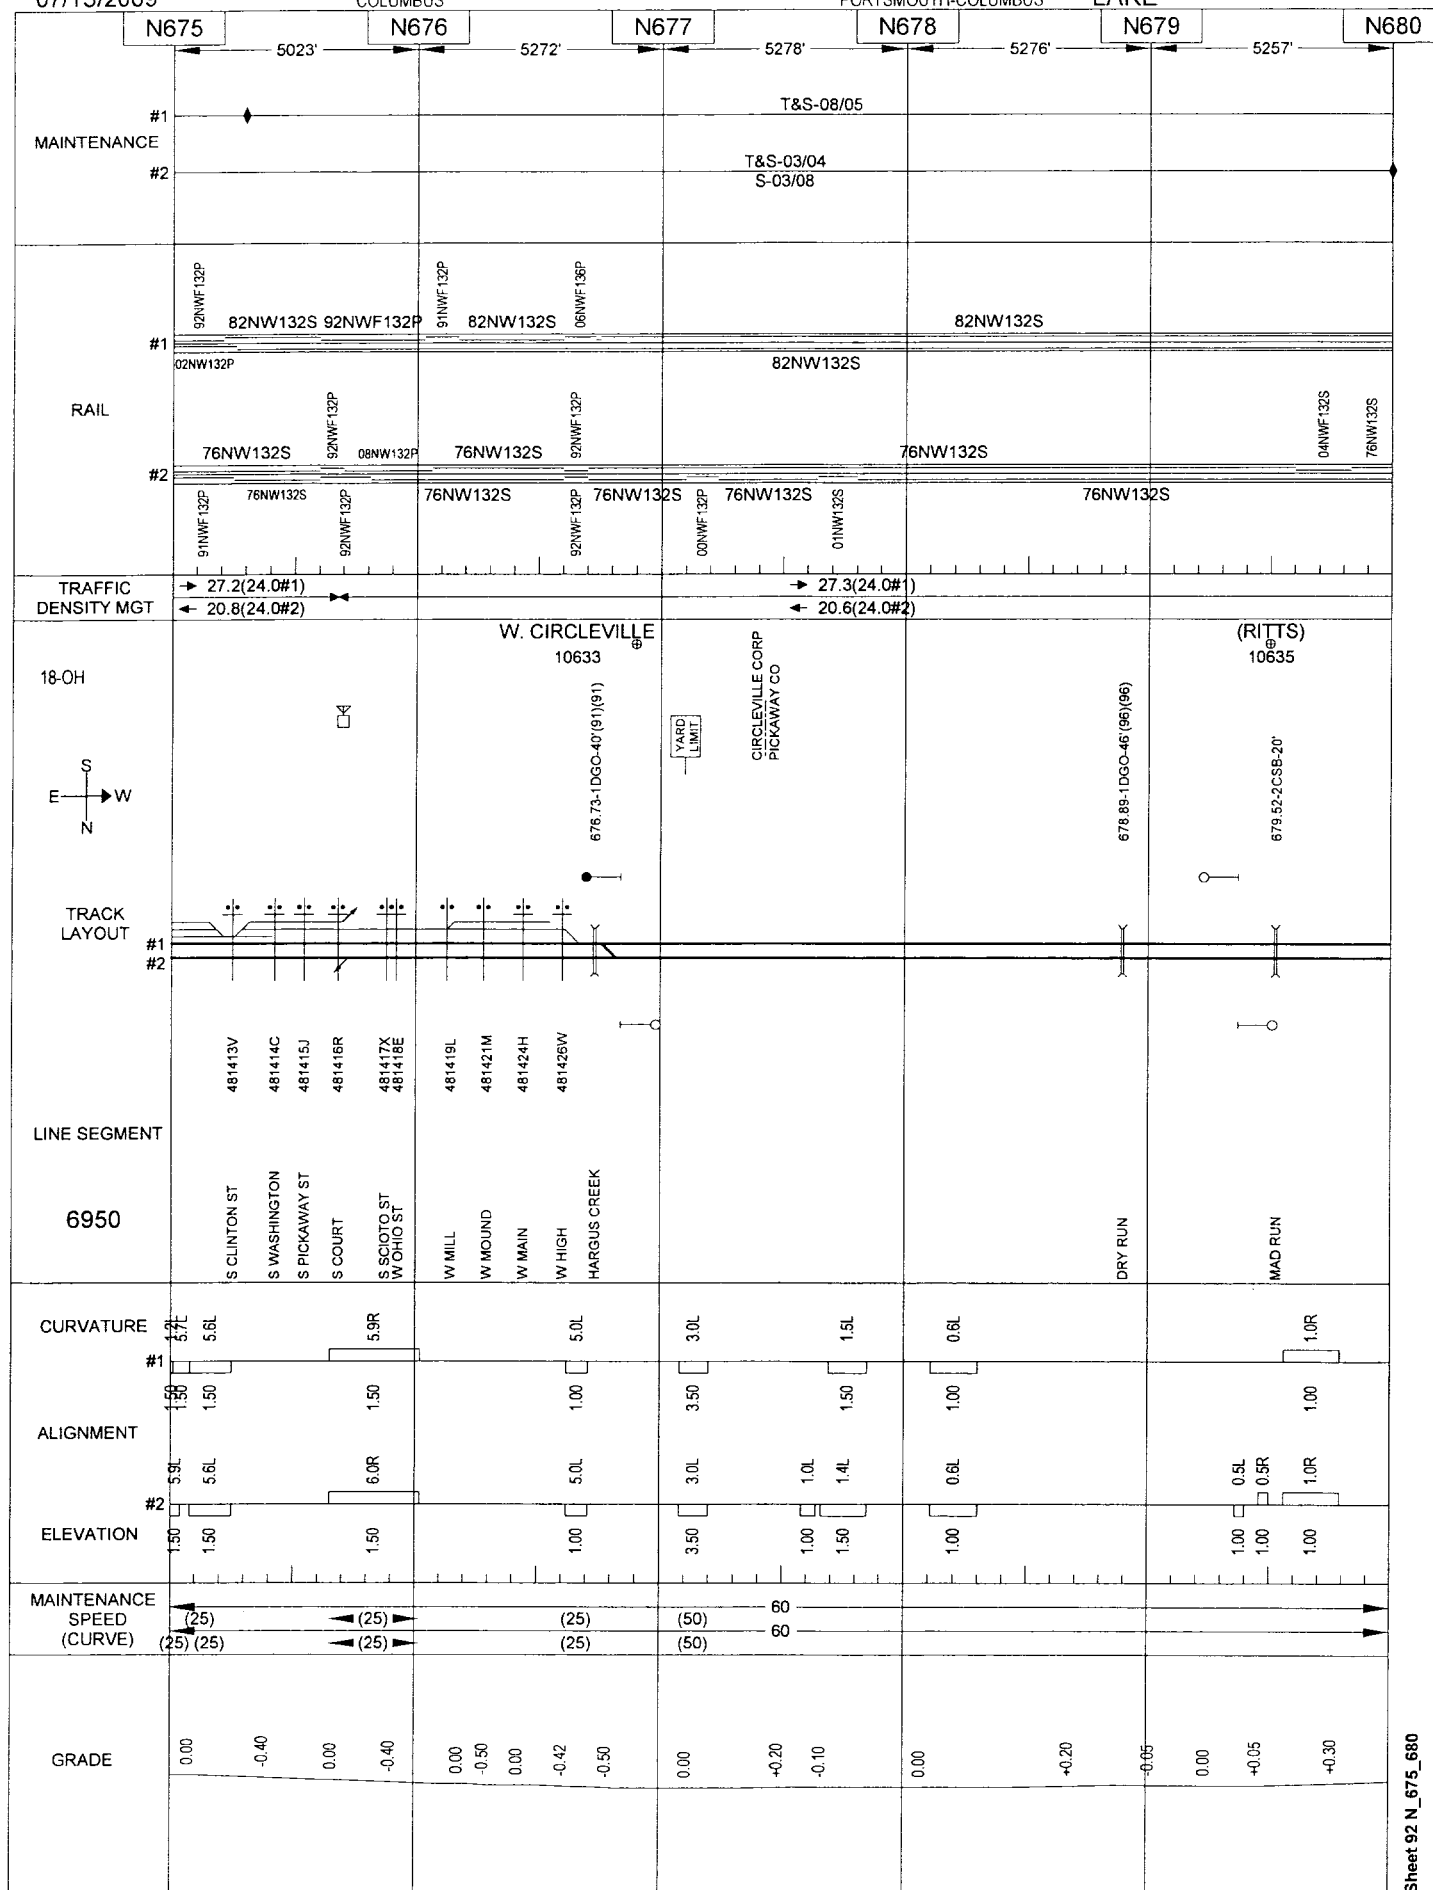 07/15/2009 COLUMBUS PORTSMOUTH-COLUMBUS LAKE
N675 N676 N677 N678 N679 N680
5023' 5272' 5278' 5276' 5257'
#1 T&S-08/05
MAINTENANCE
#2 T&S-03/04
S-03/08
92NWF132P 91NWF132P 06NWF136P
82NW132S 92NWF132P 82NW132S 82NW132S
#1
02NW132P 82NW132S
RAIL
92NWF132P 92NWF132P 04NWF132S 76NW132S
76NW132S 08NW132P 76NW132S 76NW132S
#2
76NW132S 76NW132S 76NW132S 76NW132S 76NW132S
91NWF132P 92NWF132P 92NWF132P 00NWF132P 01NW132S
TRAFFIC
DENSITY MGT
27.2(24.0#1) 27.3(24.0#1)
20.8(24.0#2) 20.6(24.0#2)
W. CIRCLEVILLE (RITTS)
10633 10635
18-OH
CIRCLEVILLE CORP
PICKAWAY CO
YARD
LIMIT
676.73-1DGO-40'(91)(91) 678.89-1DGO-46'(96)(96) 679.52-2CSB-20'
S
E W
N
TRACK
LAYOUT
#1
#2
481413V 481414C 481415J 481416R 481417X 481418E 481419L 481421M 481424H 481426W
LINE SEGMENT
6950
S CLINTON ST
S WASHINGTON
S PICKAWAY ST
S COURT
S SCIOTO ST
W OHIO ST
W MILL
W MOUND
W MAIN
W HIGH
HARGUS CREEK
DRY RUN
MAD RUN
CURVATURE
1.2L 5.7L 5.6L 5.9R 5.0L 3.0L 1.5L 0.6L 1.0R
#1
1.50 1.50 1.50 1.50 1.00 3.50 1.50 1.00 1.00
ALIGNMENT
5.9L 5.6L 6.0R 5.0L 3.0L 1.0L 1.4L 0.6L 0.5L 0.5R 1.0R
#2
ELEVATION
1.50 1.50 1.50 1.00 3.50 1.00 1.50 1.00 1.00 1.00 1.00
MAINTENANCE
SPEED
(CURVE)
60
(25) (25) (25) (50)
60
(25) (25) (25) (25) (50)
GRADE
0.00 -0.40 0.00 -0.40 0.00 -0.50 0.00 -0.42 -0.50 0.00 +0.20 -0.10 0.00 +0.20 -0.05 0.00 +0.05 +0.30
Sheet 92 N_675_680